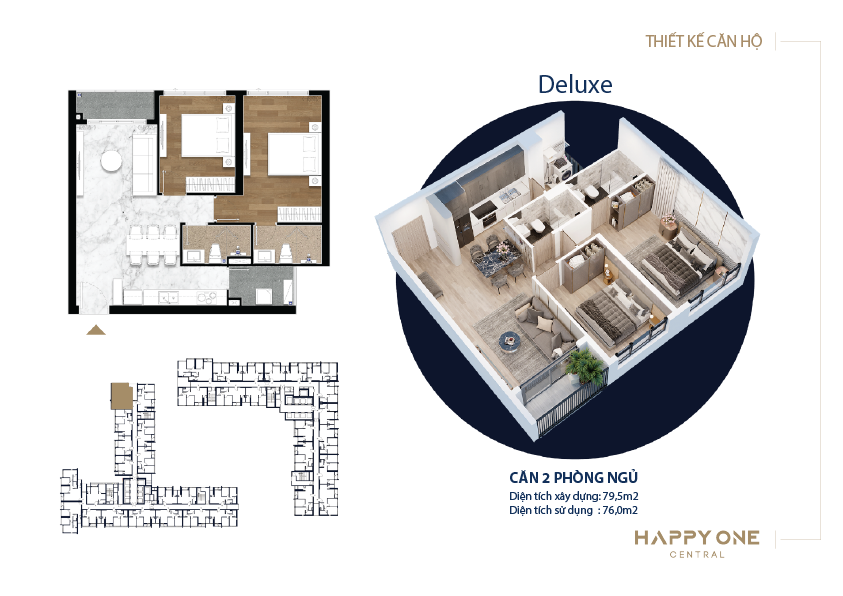 THIẾT KẾ CĂN HỘ
Deluxe
CĂN 2 PHÒNG NGỦ
Diện tích xây dựng: 79,5m2
Diện tích sử dụng : 76,0m2
HAPPY ONE
CENTRAL